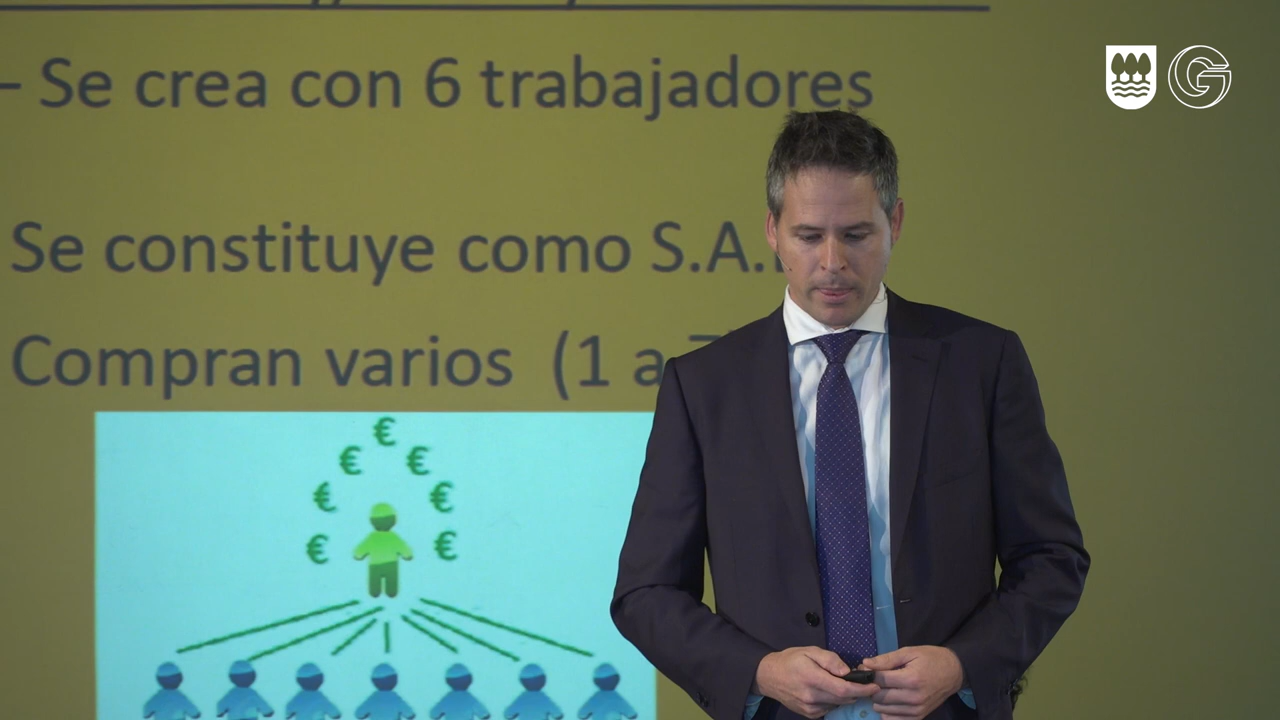 - Se crea con 6 trabajadores
Se constituye como S.A.
Compran varios (1 a
€
€ €
€ €
€ €
G